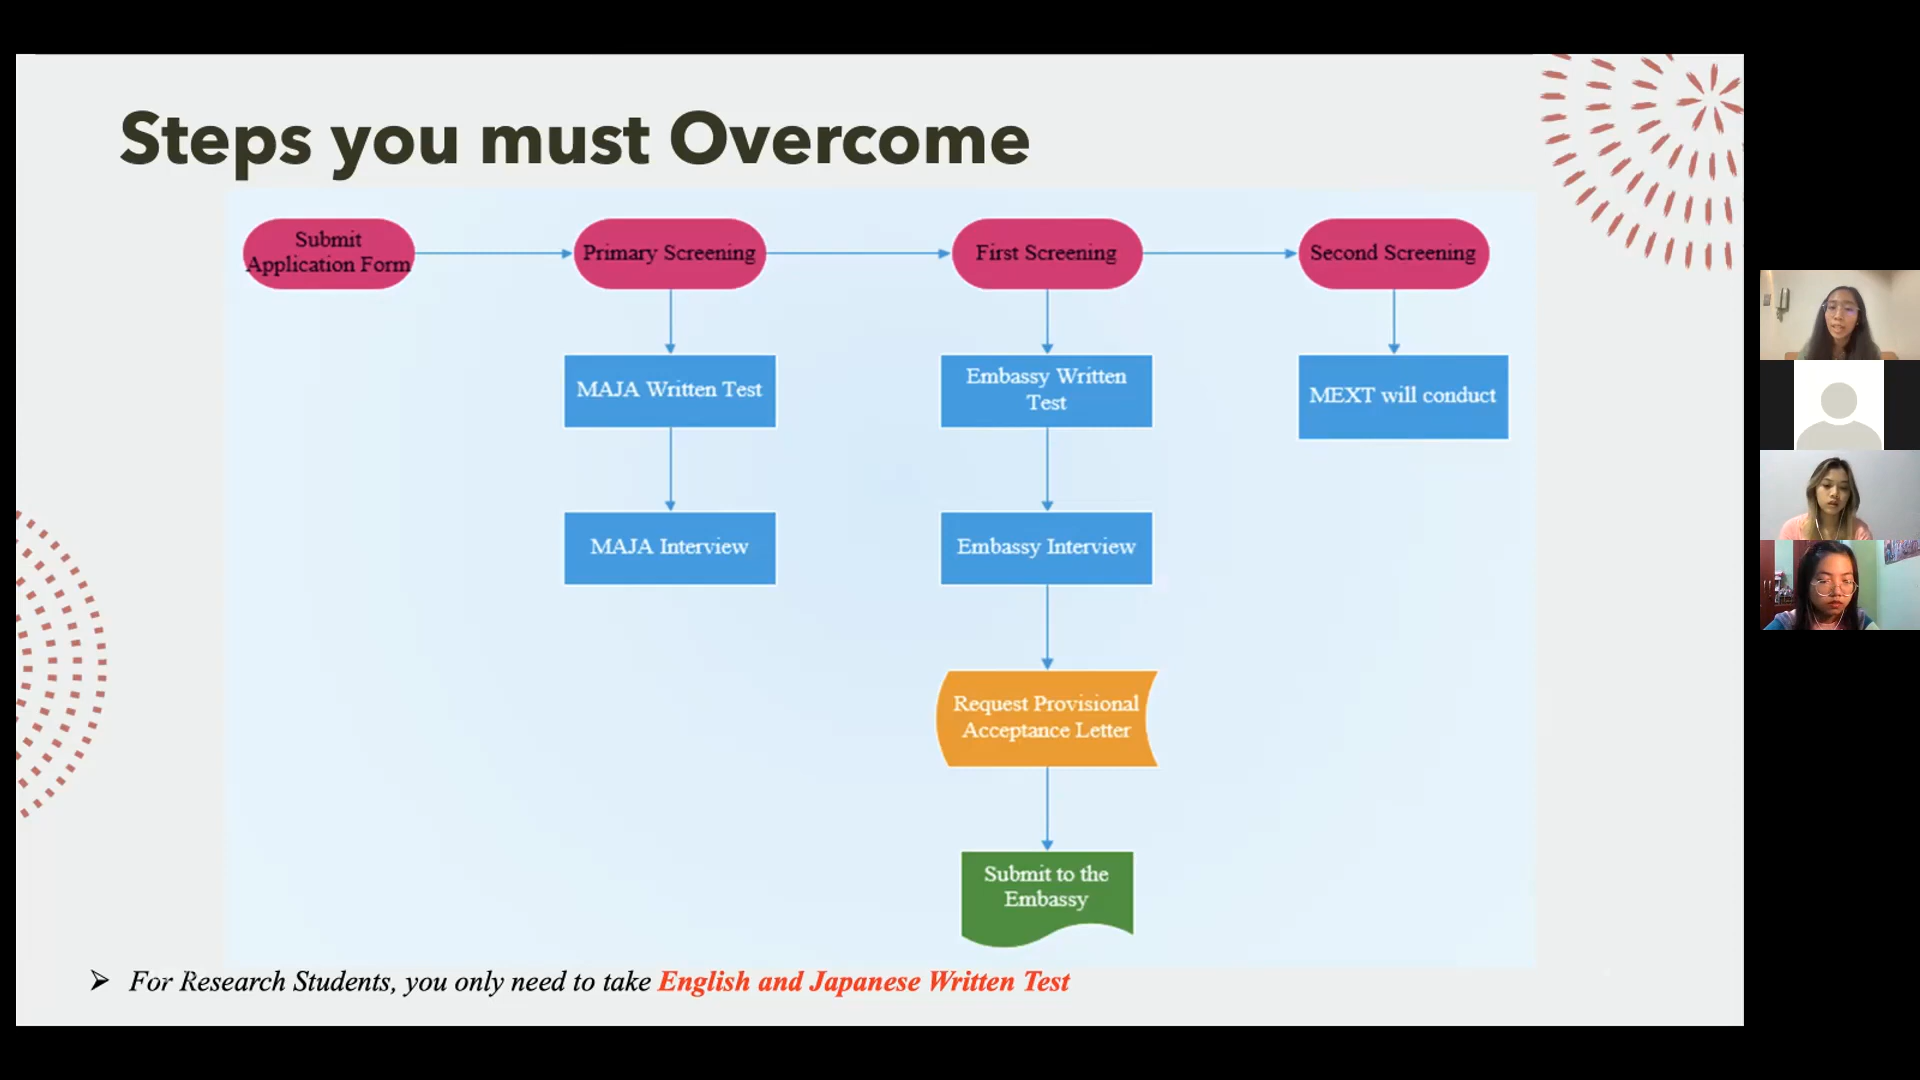 Steps you must Overcome
Submit
Application Form
Primary Screening
First Screening
Second Screening
MAJA Written Test
Embassy Written
Test
MEXT will conduct
MAJA Interview
Embassy Interview
Request Provisional
Acceptance Letter
Submit to the
Embassy
For Research Students, you only need to take English and Japanese Written Test